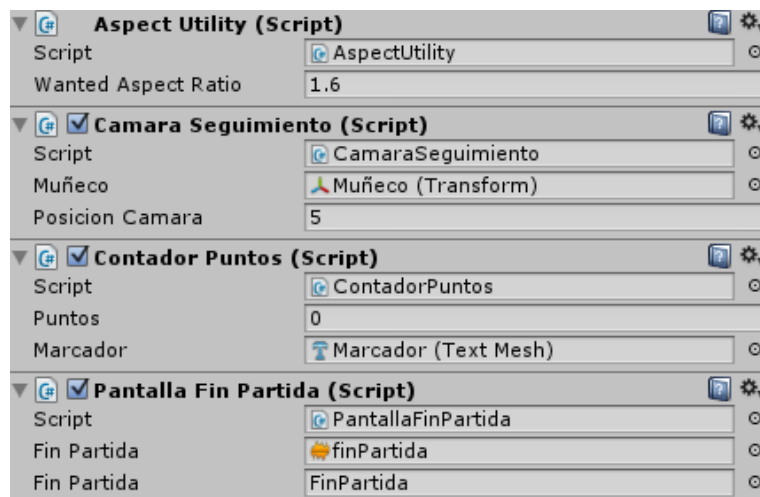 Aspect Utility (Script)
Script AspectUtility
Wanted Aspect Ratio 1.6
Camara Seguimiento (Script)
Script CamaraSeguimiento
Muñeco Muñeco (Transform)
Posicion Camara 5
Contador Puntos (Script)
Script ContadorPuntos
Puntos 0
Marcador Marcador (Text Mesh)
Pantalla Fin Partida (Script)
Script PantallaFinPartida
Fin Partida finPartida
Fin Partida FinPartida